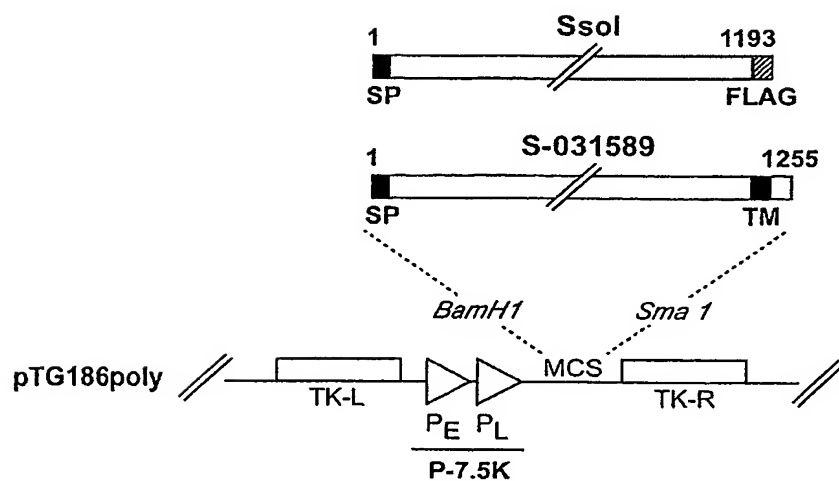 Ssol
1 1193
SP FLAG
S-031589
1 1255
SP TM
BamH1 Sma 1
pTG186poly MCS
TK-L TK-R
PE PL
P-7.5K